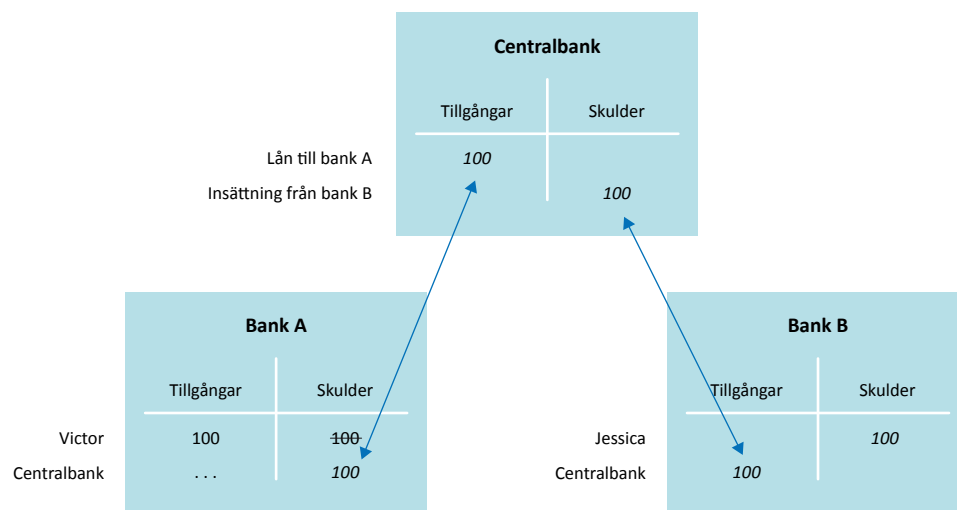 Centralbank
Tillgångar Skulder
Lån till bank A 100
Insättning från bank B 100
Bank A
Tillgångar Skulder
Victor 100 100
Centralbank ... 100
Bank B
Tillgångar Skulder
Jessica 100
Centralbank 100